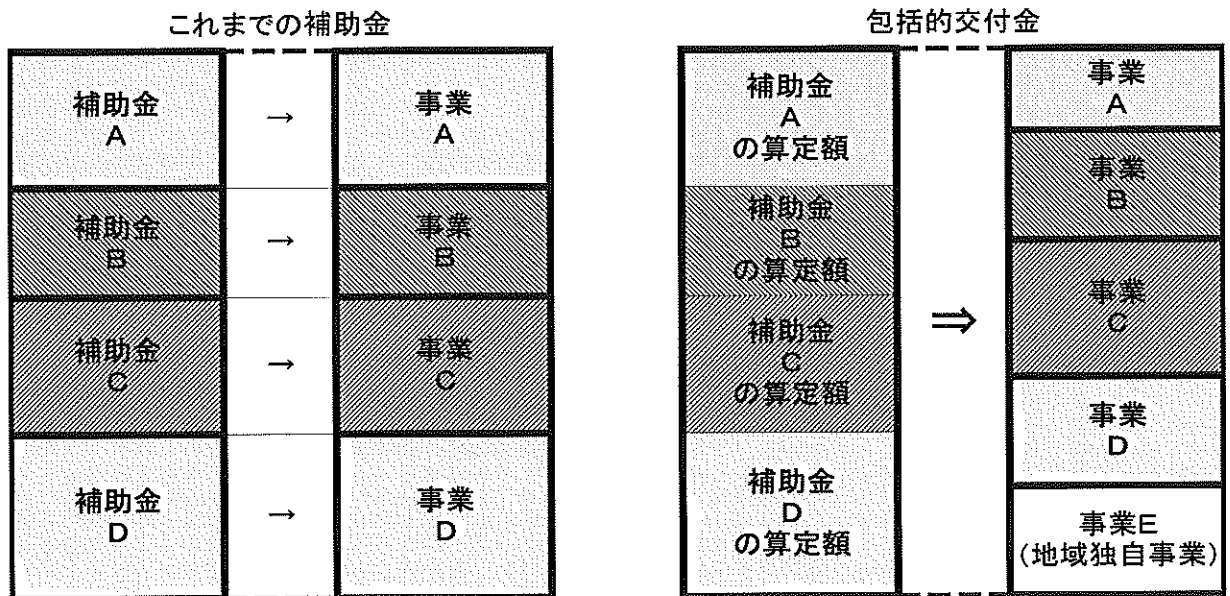 これまでの補助金
補助金
A
→
事業
A
補助金
B
→
事業
B
補助金
C
→
事業
C
補助金
D
→
事業
D
包括的交付金
補助金
A
の算定額
補助金
B
の算定額
補助金
C
の算定額
補助金
D
の算定額
⇒
事業
A
事業
B
事業
C
事業
D
事業E
(地域独自事業)